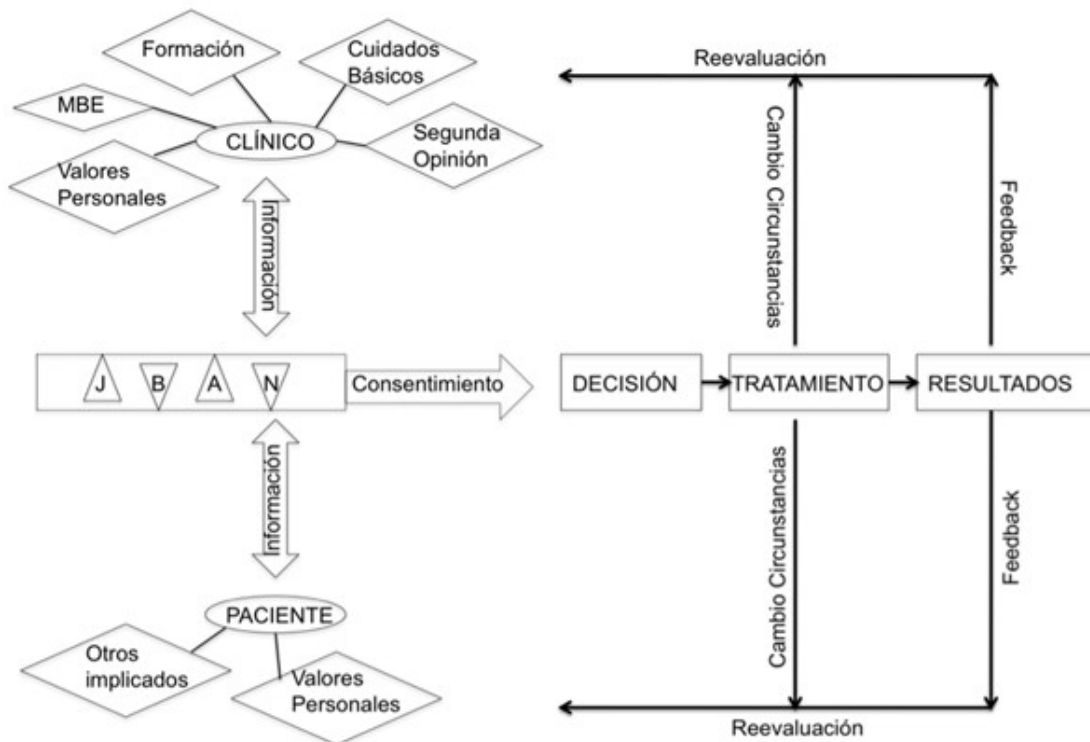 Formación
Cuidados
Básicos
MBE
CLÍNICO
Segunda
Opinión
Valores
Personales
Información
J B A N
Consentimiento
Información
PACIENTE
Otros
implicados
Valores
Personales
Reevaluación
Cambio Circunstancias
Feedback
DECISIÓN
TRATAMIENTO
RESULTADOS
Cambio Circunstancias
Feedback
Reevaluación